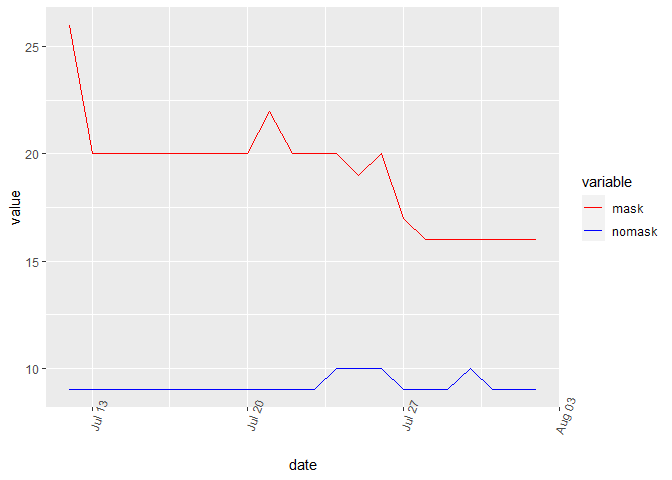 25
20
15
10
value
Jul 13
Jul 20
Jul 27
Aug 03
date
variable
mask
nomask